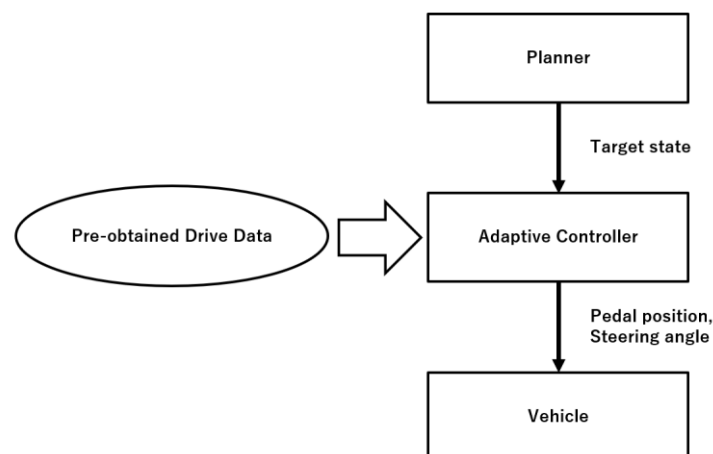 Planner
Target state
Pre-obtained Drive Data
Adaptive Controller
Pedal position,
Steering angle
Vehicle